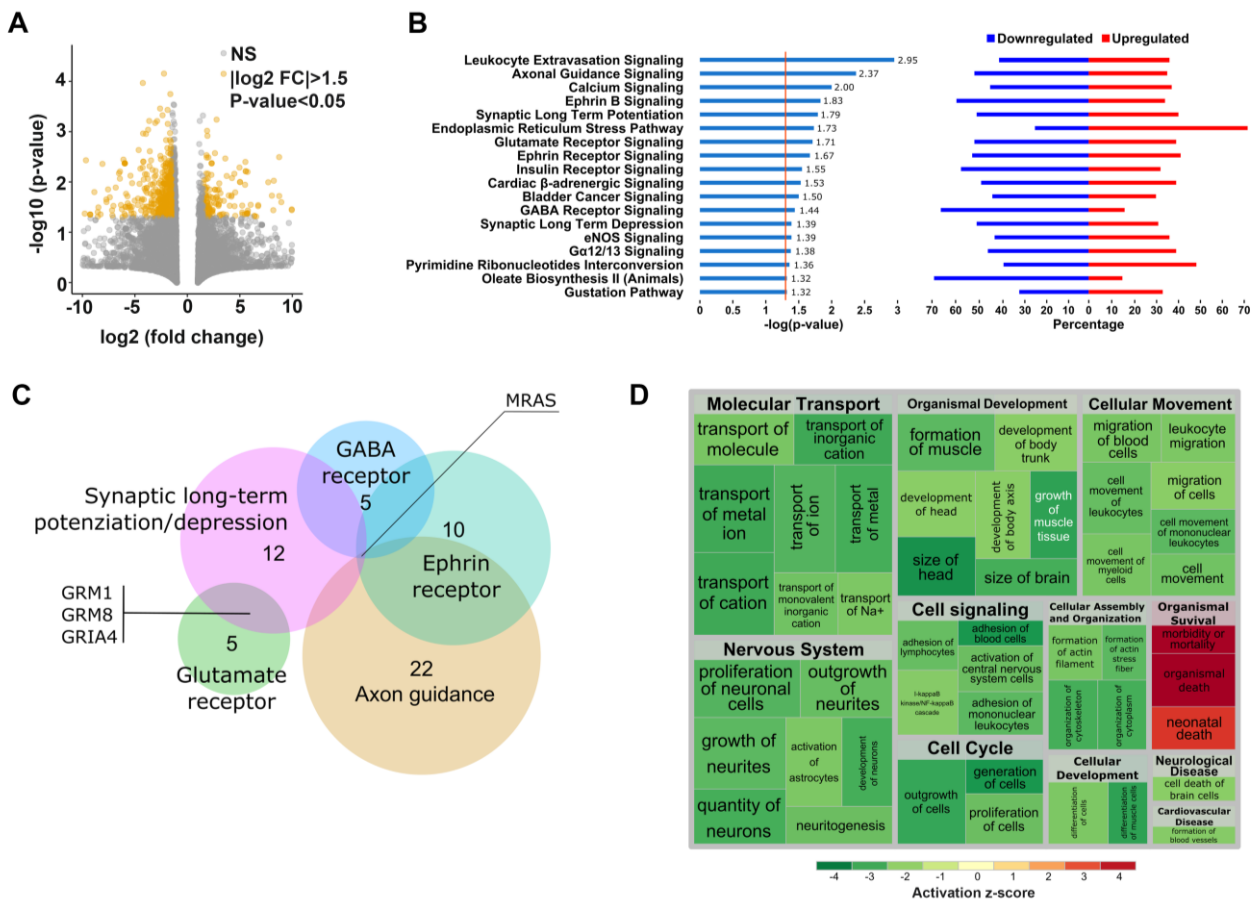 A
NS
|log2 FC|>1.5
P-value<0.05
4
3
2
1
0
-log10 (p-value)
-10
-5
0
5
10
log2 (fold change)
B
Downregulated
Upregulated
Leukocyte Extravasation Signaling
2.95
Axonal Guidance Signaling
2.37
Calcium Signaling
2.00
Ephrin B Signaling
1.83
Synaptic Long Term Potentiation
1.79
Endoplasmic Reticulum Stress Pathway
1.73
Glutamate Receptor Signaling
1.71
Ephrin Receptor Signaling
1.67
Insulin Receptor Signaling
1.55
Cardiac β-adrenergic Signaling
1.53
Bladder Cancer Signaling
1.50
GABA Receptor Signaling
1.44
Synaptic Long Term Depression
1.39
eNOS Signaling
1.39
Gα12/13 Signaling
1.38
Pyrimidine Ribonucleotides Interconversion
1.36
Oleate Biosynthesis II (Animals)
1.32
Gustation Pathway
1.32
0 0.5 1 1.5 2 2.5 3 3.5
-log(p-value)
70 60 50 40 30 20 10 0 10 20 30 40 50 60 70
Percentage
C
MRAS
GABA
receptor
5
Synaptic long-term
potenziation/depression
12
10
Ephrin
receptor
GRM1
GRM8
GRIA4
5
Glutamate
receptor
22
Axon guidance
D
Molecular Transport
transport of
molecule
transport of
inorganic
cation
transport
of metal
ion
transport
of ion
transport
of metal
transport
of cation
transport of
monovalent
inorganic
cation
transport
of Na+
Nervous System
proliferation of
neuronal
cells
outgrowth
of
neurites
growth of
neurites
activation
of
astrocytes
development
of neurons
quantity of
neurons
neuritogenesis
Organismal Development
formation
of muscle
development
of body
trunk
development
of head
development
of body axis
growth
of
muscle
tissue
size of
head
size of brain
Cellular Movement
migration
of blood
cells
leukocyte
migration
cell
movement of
leukocytes
migration
of cells
cell movement
of mononuclear
leukocytes
cell
movement of
myeloid
cells
cell
movement
Cell signaling
adhesion of
lymphocytes
adhesion of
blood cells
activation of
central nervous
system cells
I-kappaB
kinase/NF-kappaB
cascade
adhesion of
mononuclear
leukocytes
Cellular Assembly
and Organization
formation
of actin
filament
formation
of actin
stress
fiber
organization of
cytoskeleton
organization of
cytoplasm
Organismal
Suvival
morbidity or
mortality
organismal
death
neonatal
death
Cell Cycle
outgrowth
of cells
generation
of cells
proliferation
of cells
Cellular
Development
differentiation
of cells
differentiation
of muscle cells
Neurological
Disease
cell death of
brain cells
Cardiovascular
Disease
formation of
blood vessels
-4 -3 -2 -1 0 1 2 3 4
Activation z-score